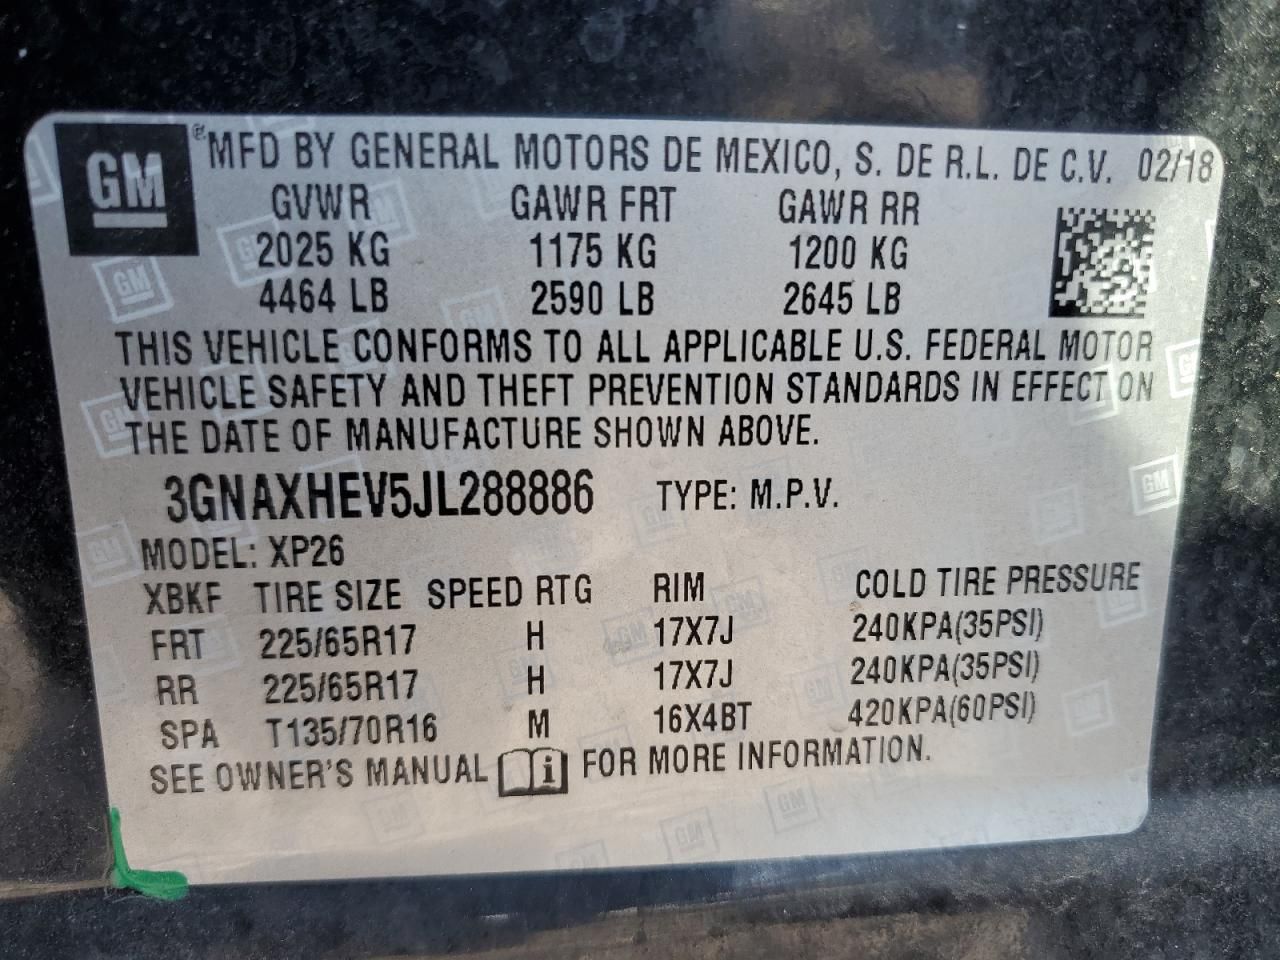 GM ® MFD BY GENERAL MOTORS DE MEXICO, S. DE R.L. DE C.V. 02/18
GVWR GAWR FRT GAWR RR
2025 KG 1175 KG 1200 KG
4464 LB 2590 LB 2645 LB
THIS VEHICLE CONFORMS TO ALL APPLICABLE U.S. FEDERAL MOTOR
VEHICLE SAFETY AND THEFT PREVENTION STANDARDS IN EFFECT ON
THE DATE OF MANUFACTURE SHOWN ABOVE.
3GNAXHEV5JL288886 TYPE: M.P.V.
MODEL: XP26
XBKF TIRE SIZE SPEED RTG RIM COLD TIRE PRESSURE
FRT 225/65R17 H 17X7J 240KPA(35PSI)
RR 225/65R17 H 17X7J 240KPA(35PSI)
SPA T135/70R16 M 16X4BT 420KPA(60PSI)
SEE OWNER'S MANUAL i FOR MORE INFORMATION.